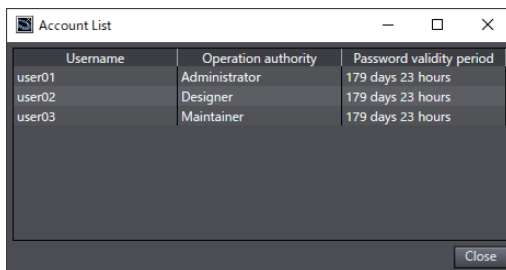 Account List
Username Operation authority Password validity period
user01 Administrator 179 days 23 hours
user02 Designer 179 days 23 hours
user03 Maintainer 179 days 23 hours
Close